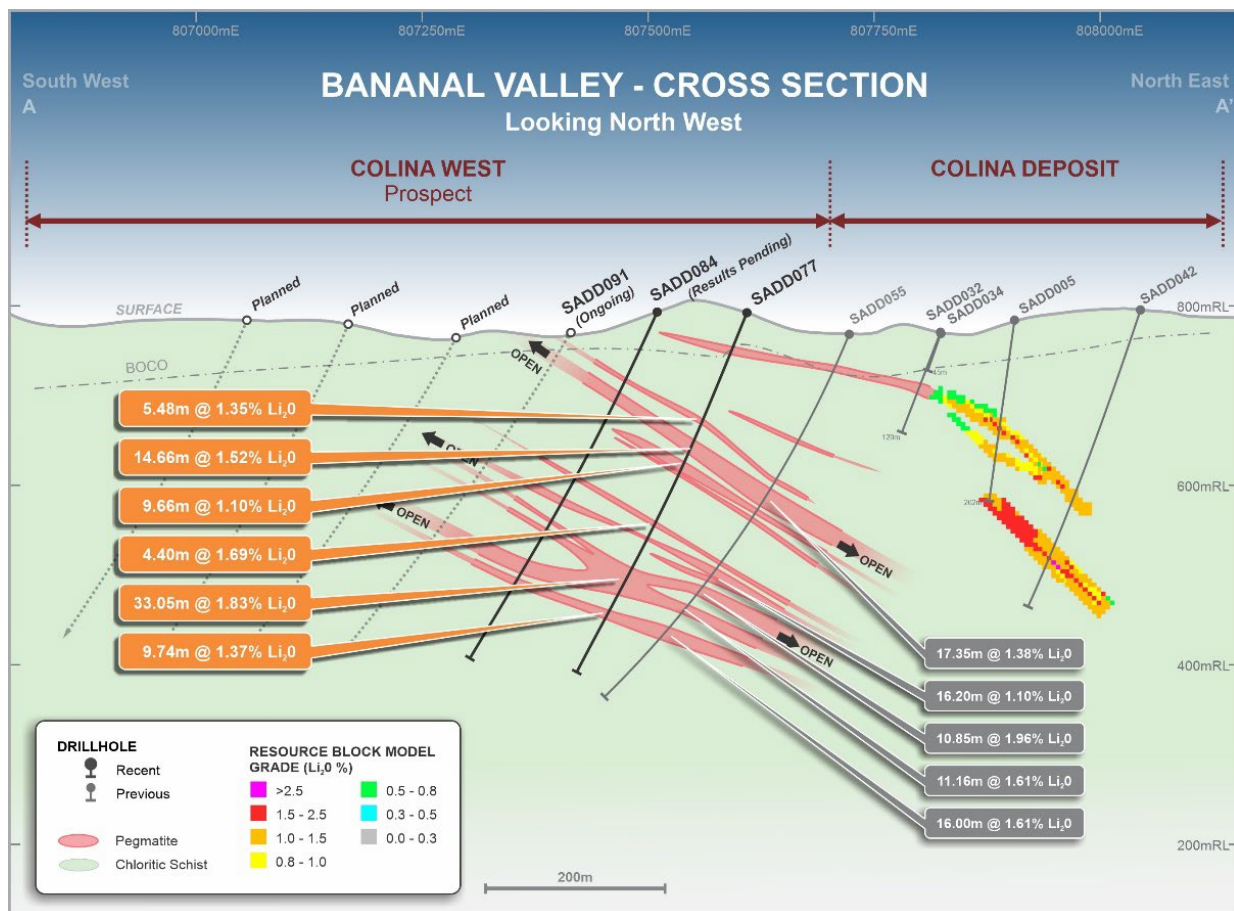 807000mE
807250mE
807500mE
807750mE
808000mE
South West
A
BANANAL VALLEY - CROSS SECTION
Looking North West
North East
A'
COLINA WEST
Prospect
COLINA DEPOSIT
Planned
Planned
Planned
SADD091
(Ongoing)
SADD084
(Results Pending)
SADD077
SADD055
SADD032
SADD034
SADD005
SADD042
SURFACE
800mRL
BOCO
OPEN
OPEN
OPEN
OPEN
OPEN
120m
262m
600mRL
400mRL
200mRL
5.48m @ 1.35% Li₂0
14.66m @ 1.52% Li₂0
9.66m @ 1.10% Li₂0
4.40m @ 1.69% Li₂0
33.05m @ 1.83% Li₂0
9.74m @ 1.37% Li₂0
17.35m @ 1.38% Li₂0
16.20m @ 1.10% Li₂0
10.85m @ 1.96% Li₂0
11.16m @ 1.61% Li₂0
16.00m @ 1.61% Li₂0
DRILLHOLE
Recent
Previous
Pegmatite
Chloritic Schist
RESOURCE BLOCK MODEL
GRADE (Li₂0 %)
>2.5
1.5 - 2.5
1.0 - 1.5
0.8 - 1.0
0.5 - 0.8
0.3 - 0.5
0.0 - 0.3
200m